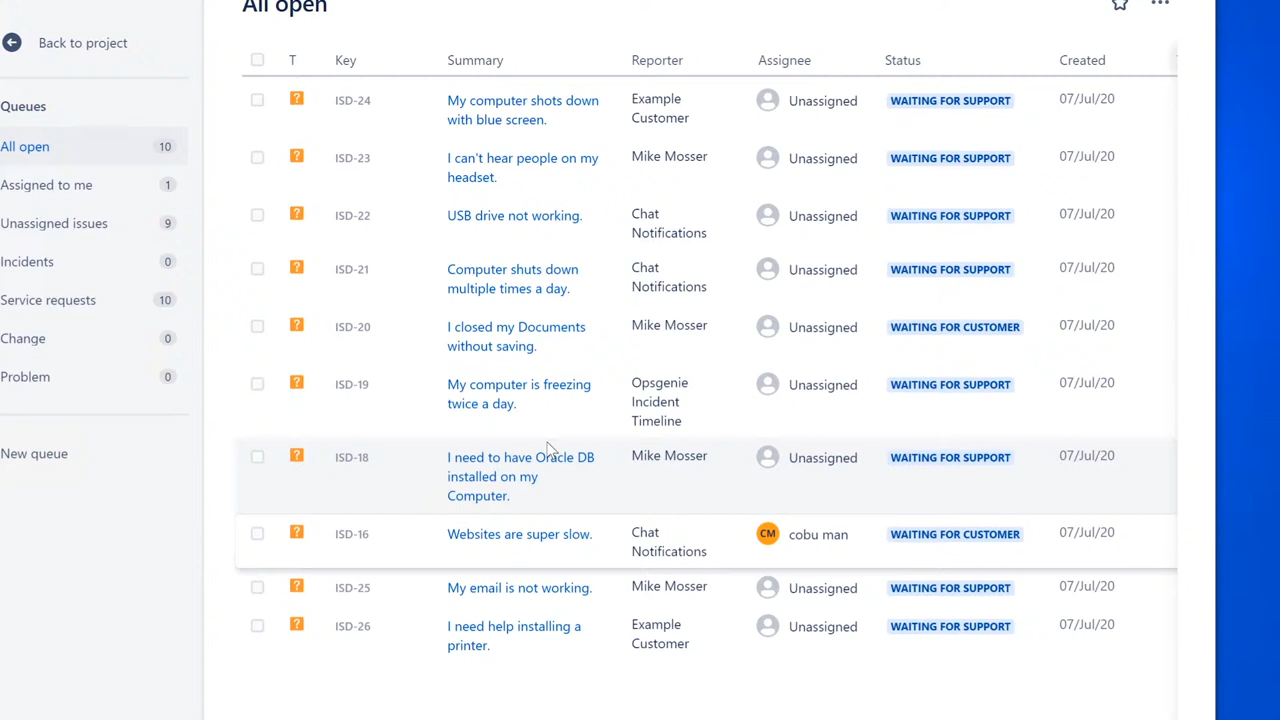 All open
Back to project
T Key Summary Reporter Assignee Status Created
Queues
All open 10
Assigned to me 1
Unassigned issues 9
Incidents 0
Service requests 10
Change 0
Problem 0
New queue
? ISD-24 My computer shots down Example Unassigned WAITING FOR SUPPORT 07/Jul/20
with blue screen. Customer
? ISD-23 I can't hear people on my Mike Mosser Unassigned WAITING FOR SUPPORT 07/Jul/20
headset.
? ISD-22 USB drive not working. Chat Unassigned WAITING FOR SUPPORT 07/Jul/20
Notifications
? ISD-21 Computer shuts down Chat Unassigned WAITING FOR SUPPORT 07/Jul/20
multiple times a day. Notifications
? ISD-20 I closed my Documents Mike Mosser Unassigned WAITING FOR CUSTOMER 07/Jul/20
without saving.
? ISD-19 My computer is freezing Opsgenie Unassigned WAITING FOR SUPPORT 07/Jul/20
twice a day. Incident
Timeline
? ISD-18 I need to have Oracle DB Mike Mosser Unassigned WAITING FOR SUPPORT 07/Jul/20
installed on my
Computer.
? ISD-16 Websites are super slow. Chat CM cobu man WAITING FOR CUSTOMER 07/Jul/20
Notifications
? ISD-25 My email is not working. Mike Mosser Unassigned WAITING FOR SUPPORT 07/Jul/20
? ISD-26 I need help installing a Example Unassigned WAITING FOR SUPPORT 07/Jul/20
printer. Customer